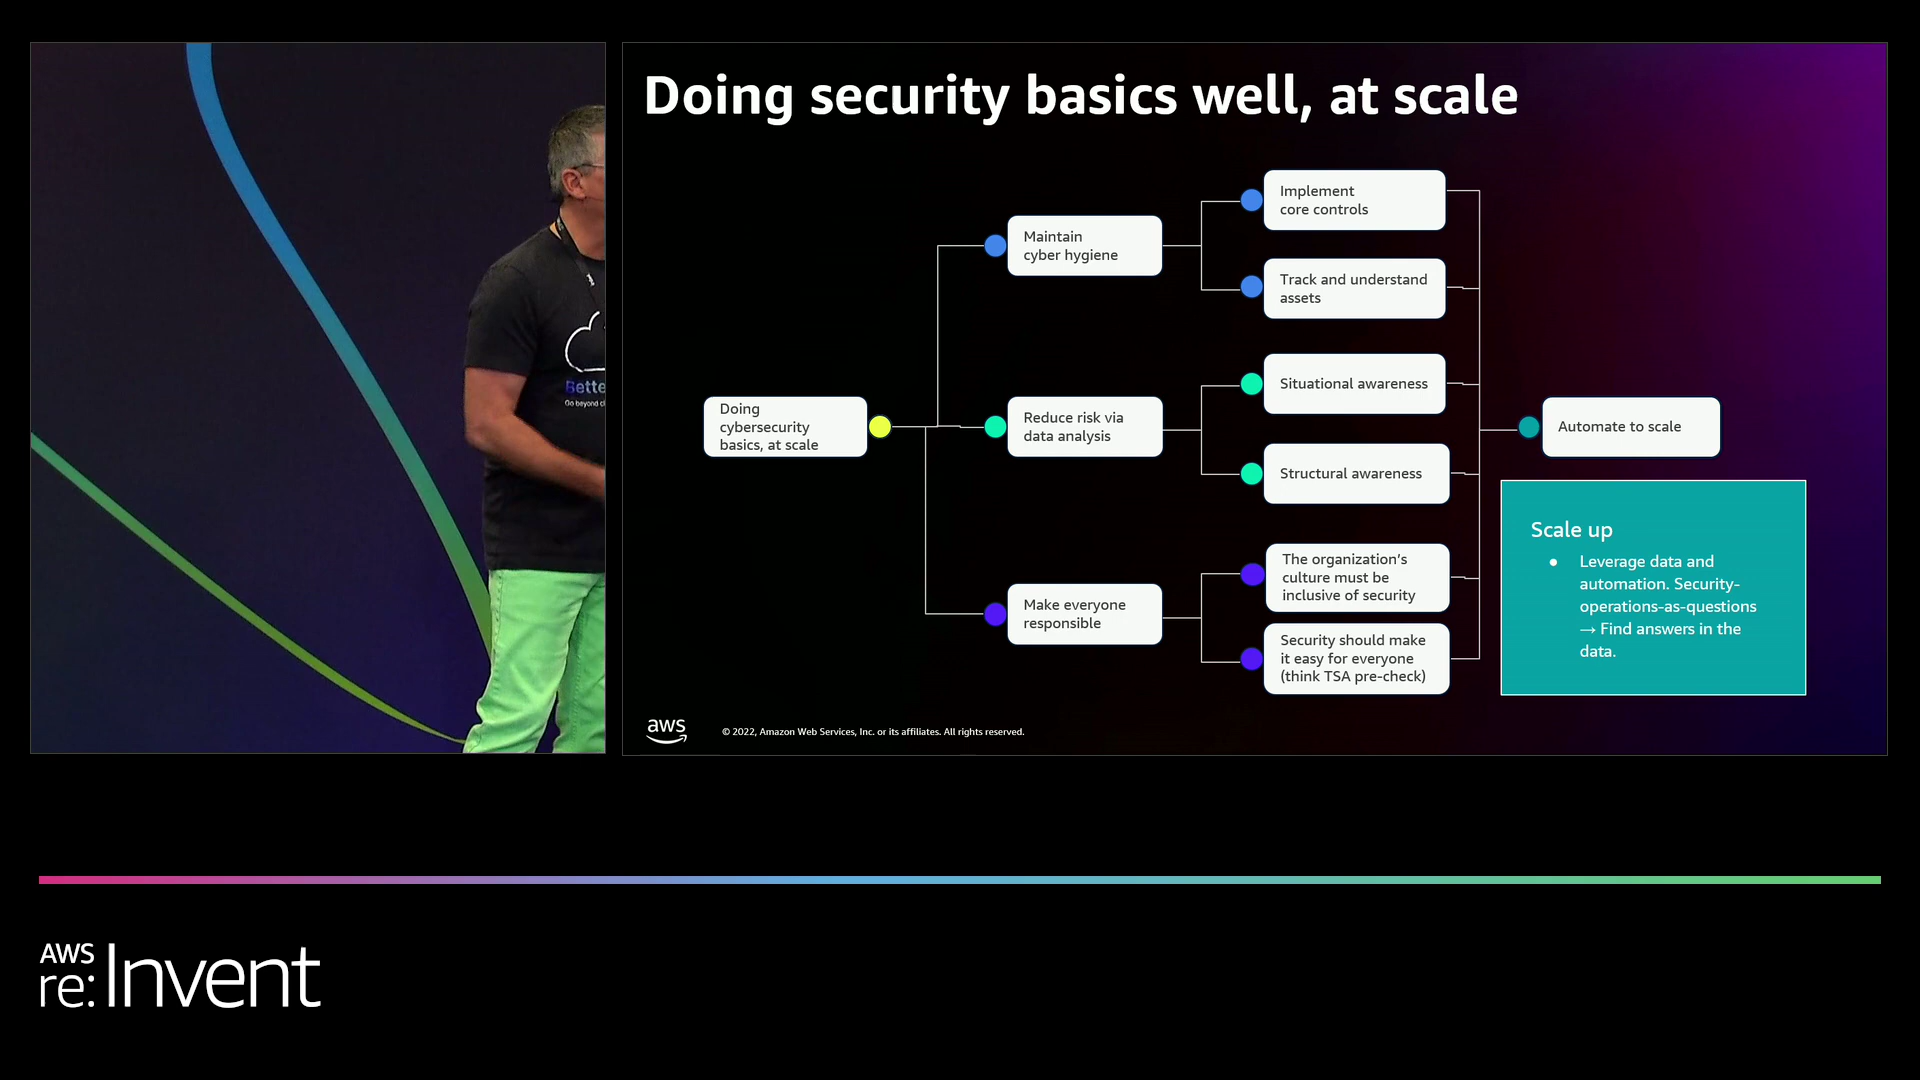 Doing security basics well, at scale
Implement
core controls
Maintain
cyber hygiene
Track and understand
assets
Situational awareness
Doing
cybersecurity
basics, at scale
Reduce risk via
data analysis
Automate to scale
Structural awareness
Scale up
● Leverage data and
automation. Security-
operations-as-questions
→ Find answers in the
data.
The organization’s
culture must be
inclusive of security
Make everyone
responsible
Security should make
it easy for everyone
(think TSA pre-check)
aws
© 2022, Amazon Web Services, Inc. or its affiliates. All rights reserved.
Bette
Go beyond
AWS
re:Invent